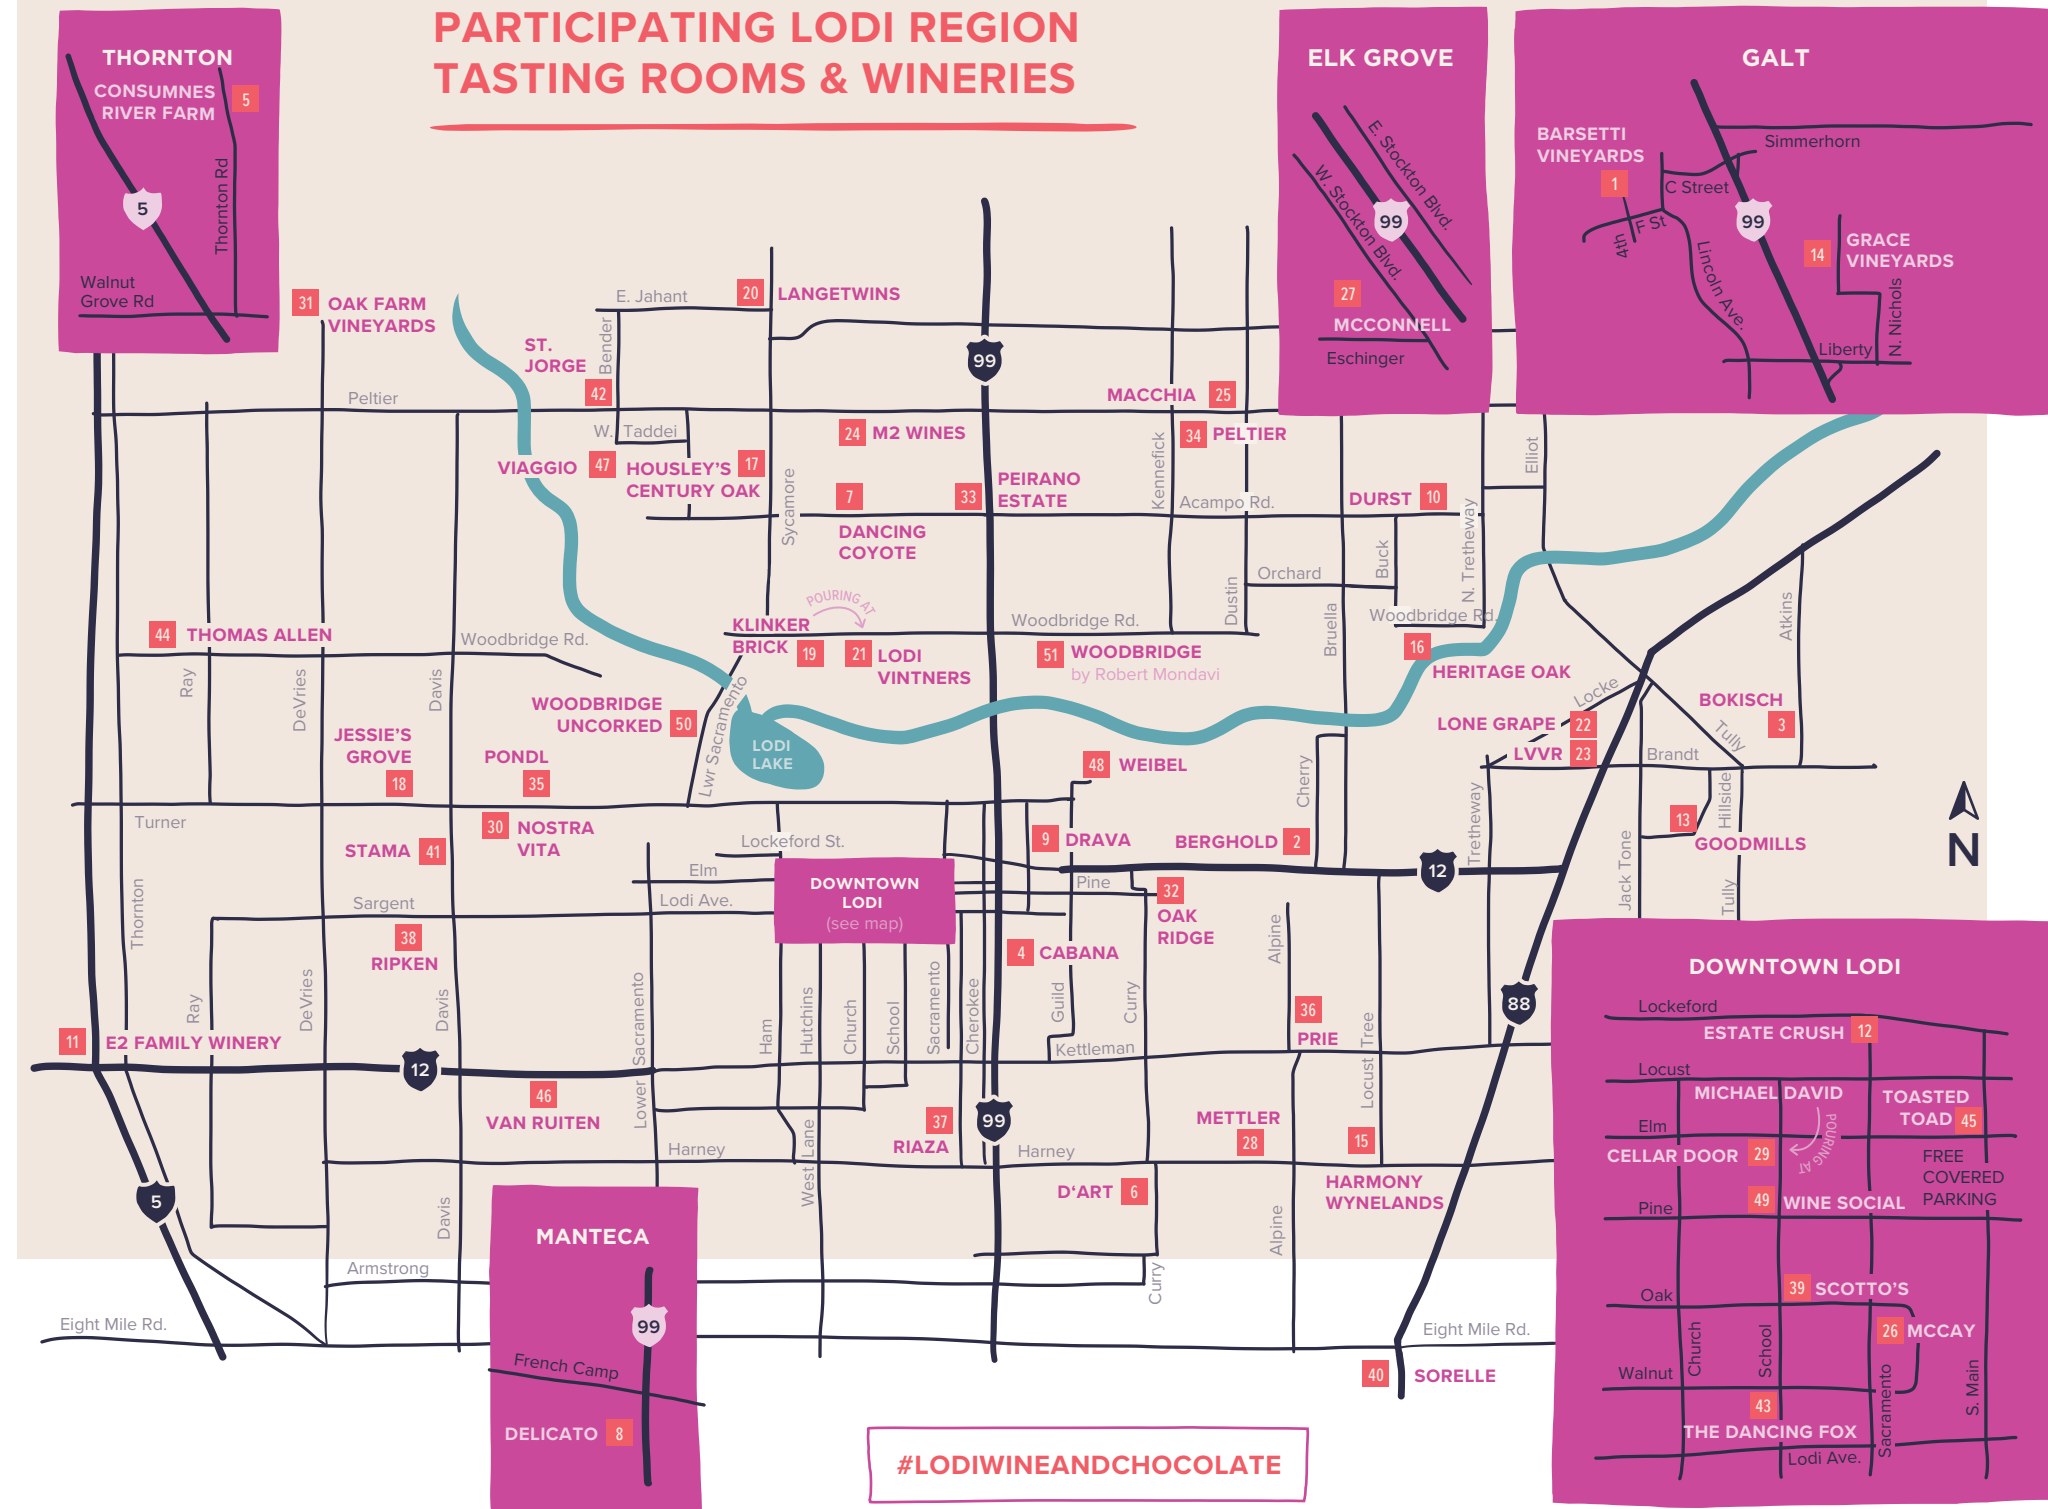 PARTICIPATING LODI REGION
TASTING ROOMS & WINERIES
THORNTON
CONSUMNES
RIVER FARM
5
5
Thornton Rd
Walnut
Grove Rd
ELK GROVE
E. Stockton Blvd.
W. Stockton Blvd.
99
27
MCCONNELL
Eschinger
GALT
BARSETTI
VINEYARDS
1
Simmerhorn
C Street
F St
4th
99
Lincoln Ave.
14
GRACE
VINEYARDS
N. Nichols
Liberty
31
OAK FARM
VINEYARDS
E. Jahant
20
LANGETWINS
ST.
JORGE
Bender
42
99
Peltier
MACCHIA
25
W. Taddei
24
M2 WINES
34
PELTIER
VIAGGIO
47
HOUSLEY'S
CENTURY OAK
17
Sycamore
7
DANCING
COYOTE
33
PEIRANO
ESTATE
Kennefick
Acampo Rd.
DURST
10
Elliot
N. Tretheway
Buck
Orchard
Dustin
Bruella
Atkins
POURING AT
44
THOMAS ALLEN
Woodbridge Rd.
KLINKER
BRICK
19
21
LODI
VINTNERS
Woodbridge Rd.
51
WOODBRIDGE
by Robert Mondavi
Woodbridge Rd.
16
HERITAGE OAK
Ray
DeVries
Davis
WOODBRIDGE
UNCORKED
50
Lwr Sacramento
LODI
LAKE
Locke
LONE GRAPE
22
BOKISCH
3
Tully
LVVR
23
Brandt
JESSIE'S
GROVE
18
PONDL
35
48
WEIBEL
Cherry
Tretheway
Hillside
N
Turner
30
NOSTRA
VITA
STAMA
41
Lockeford St.
9
DRAVA
BERGHOLD
2
13
GOODMILLS
Elm
12
Jack Tone
Tully
Lodi Ave.
DOWNTOWN
LODI
(see map)
Pine
32
OAK
RIDGE
Thornton
Sargent
38
RIPKEN
4
CABANA
Alpine
Ray
DeVries
Davis
Lower Sacramento
Ham
Hutchins
Church
School
Sacramento
Cherokee
Guild
Curry
36
PRIE
Locust Tree
88
11
E2 FAMILY WINERY
Kettleman
12
46
VAN RUITEN
37
RIAZA
99
METTLER
28
15
HARMONY
WYNELANDS
Harney
West Lane
Harney
D'ART
6
5
Davis
Alpine
Curry
Armstrong
Eight Mile Rd.
Eight Mile Rd.
40
SORELLE
MANTECA
99
French Camp
DELICATO
8
DOWNTOWN LODI
Lockeford
ESTATE CRUSH
12
Locust
MICHAEL DAVID
TOASTED
TOAD
45
POURING AT
Elm
CELLAR DOOR
29
FREE
COVERED
PARKING
49
WINE SOCIAL
Pine
39
SCOTTO'S
Oak
26
MCCAY
Church
School
Walnut
Sacramento
S. Main
43
THE DANCING FOX
Lodi Ave.
#LODIWINEANDCHOCOLATE